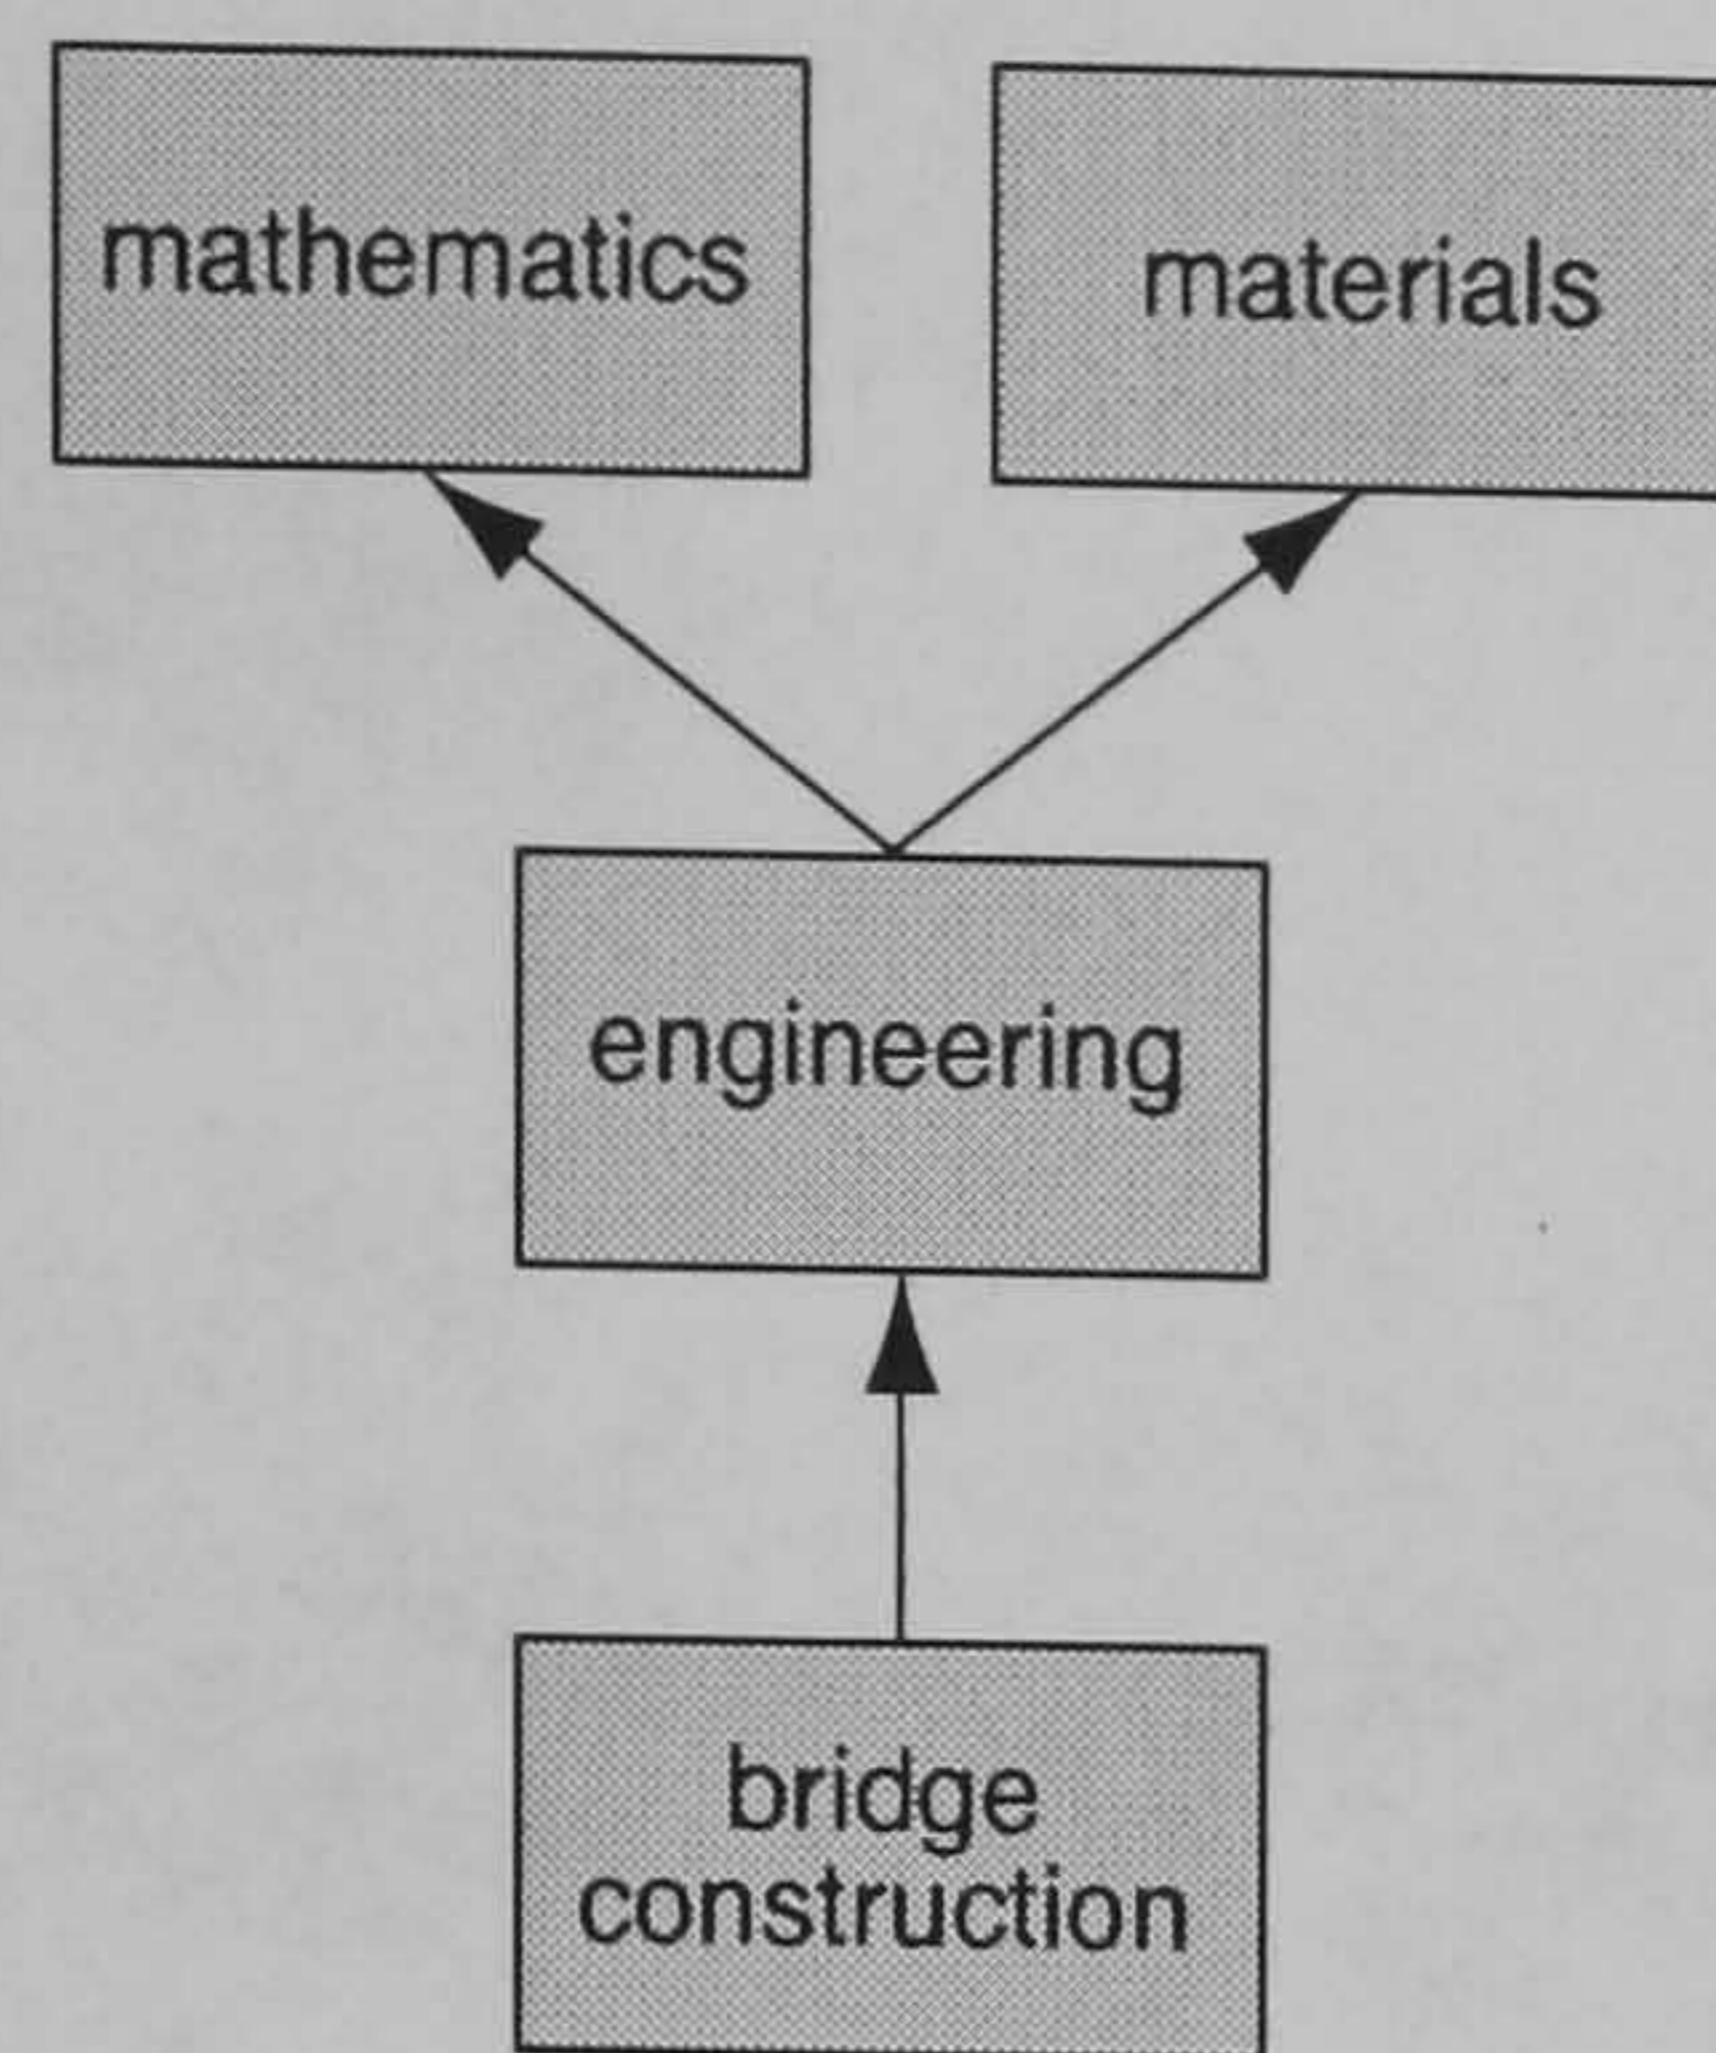 mathematics
materials
engineering
bridge
construction